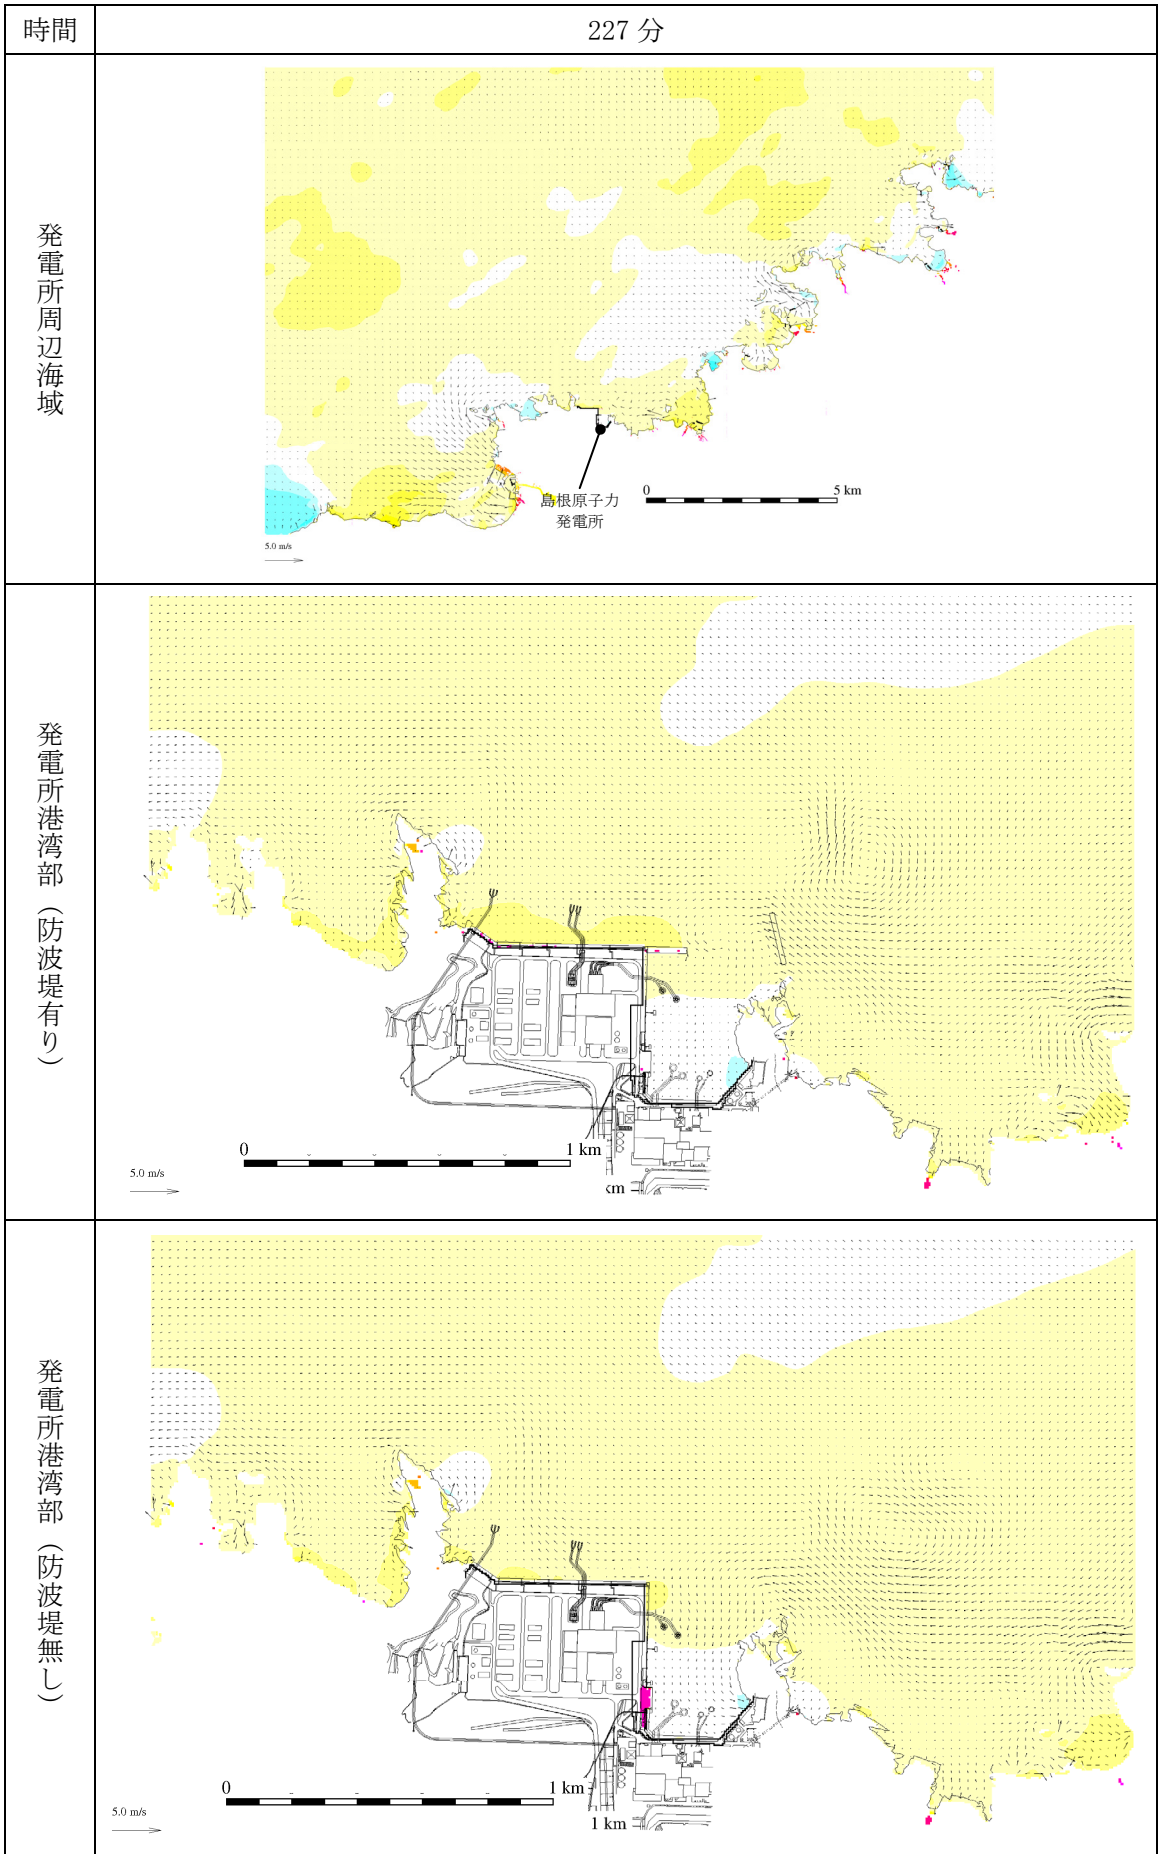 時間
227 分
発電所周辺海域
島根原子力
発電所
0
5 km
5.0 m/s
発電所港湾部（防波堤有り）
0
1 km
5.0 m/s
km
発電所港湾部（防波堤無し）
0
1 km
5.0 m/s
1 km